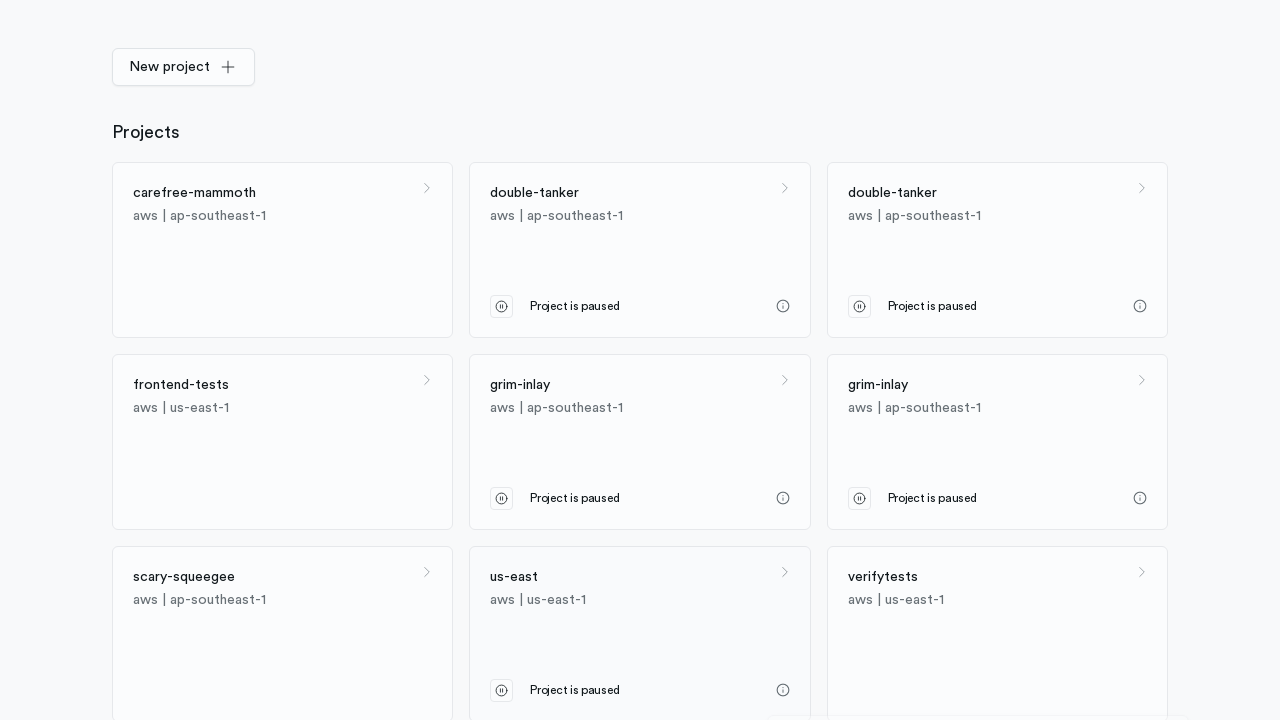 New project
Projects
carefree-mammoth
aws | ap-southeast-1
double-tanker
aws | ap-southeast-1
Project is paused
double-tanker
aws | ap-southeast-1
Project is paused
frontend-tests
aws | us-east-1
grim-inlay
aws | ap-southeast-1
Project is paused
grim-inlay
aws | ap-southeast-1
Project is paused
scary-squeegee
aws | ap-southeast-1
us-east
aws | us-east-1
Project is paused
verifytests
aws | us-east-1